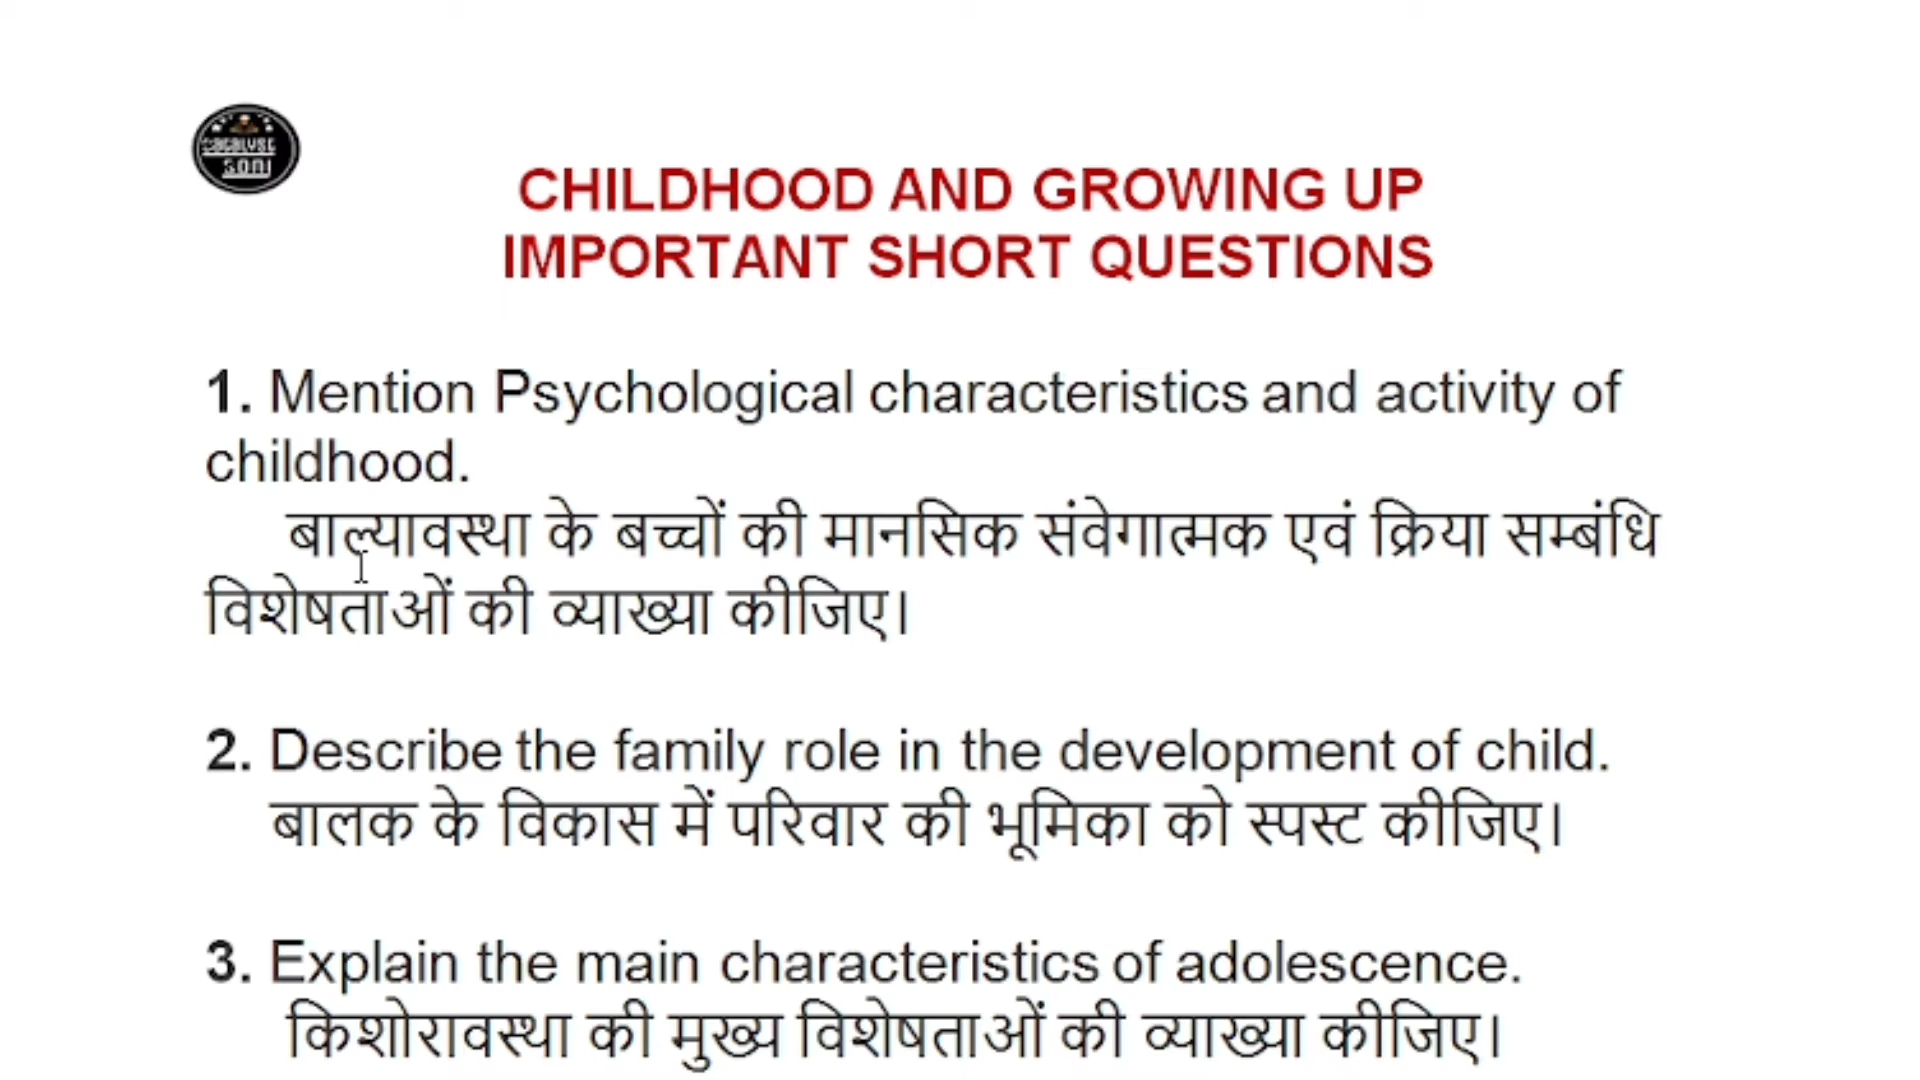 Catalyst
SONI
CHILDHOOD AND GROWING UP
IMPORTANT SHORT QUESTIONS
1. Mention Psychological characteristics and activity of
childhood.
बाल्यावस्था के बच्चों की मानसिक संवेगात्मक एवं क्रिया सम्बंधि
विशेषताओं की व्याख्या कीजिए।
2. Describe the family role in the development of child.
बालक के विकास में परिवार की भूमिका को स्पस्ट कीजिए।
3. Explain the main characteristics of adolescence.
किशोरावस्था की मुख्य विशेषताओं की व्याख्या कीजिए।